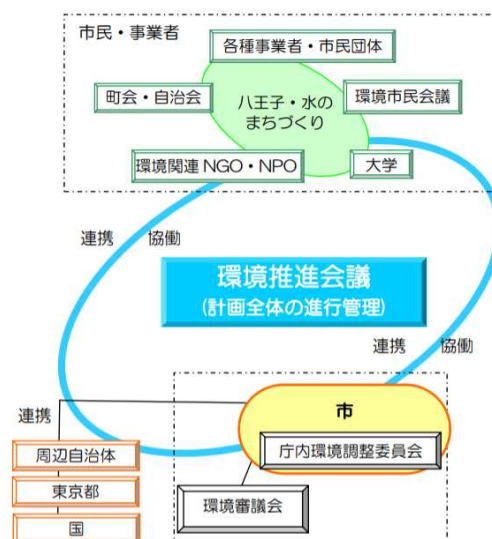 市民・事業者
各種事業者・市民団体
町会・自治会
八王子・水の
まちづくり
環境市民会議
環境関連 NGO・NPO
大学
連携 協働
環境推進会議
(計画全体の進行管理)
連携 協働
市
連携
庁内環境調整委員会
周辺自治体
東京都
環境審議会
国